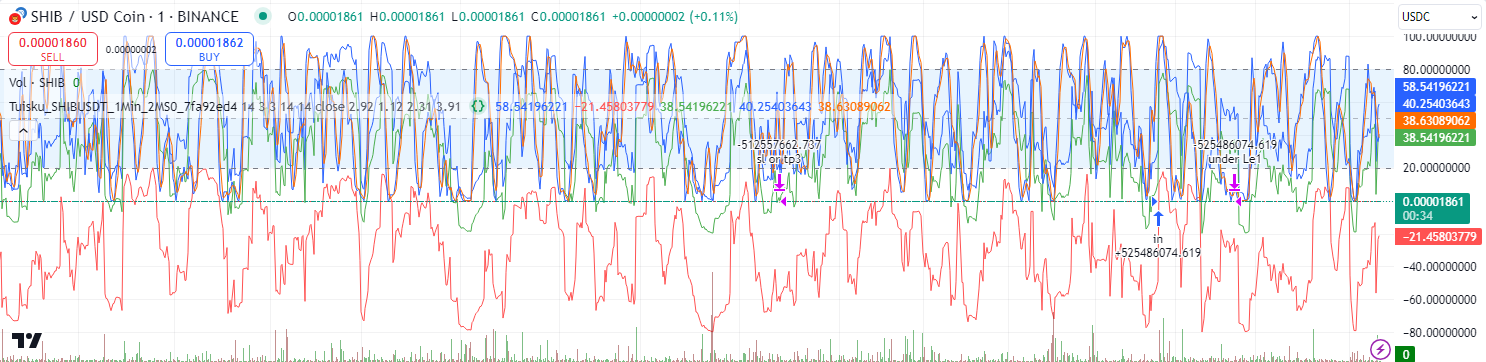 SHIB / USD Coin · 1 · BINANCE O0.00001861 H0.00001861 L0.00001861 C0.00001861 +0.00000002 (+0.11%)
USDC
0.00001860 0.00000002 0.00001862
SELL BUY
Vol · SHIB 0
Tuisku_SHIBUSDT_1Min_2MS0_7fa92ed4 14 3 3 14 14 close 2.92 1.12 2.31 3.91 58.54196221 −21.45803779 38.54196221 40.25403643 38.63089062
100.00000000
80.00000000
58.54196221
40.25403643
38.63089062
38.54196221
20.00000000
0.00001861
00:34
−21.45803779
−40.00000000
−60.00000000
−80.00000000
0
-512557662.737
sl or tp3
-525486074.619
under Le1
in
+525486074.619